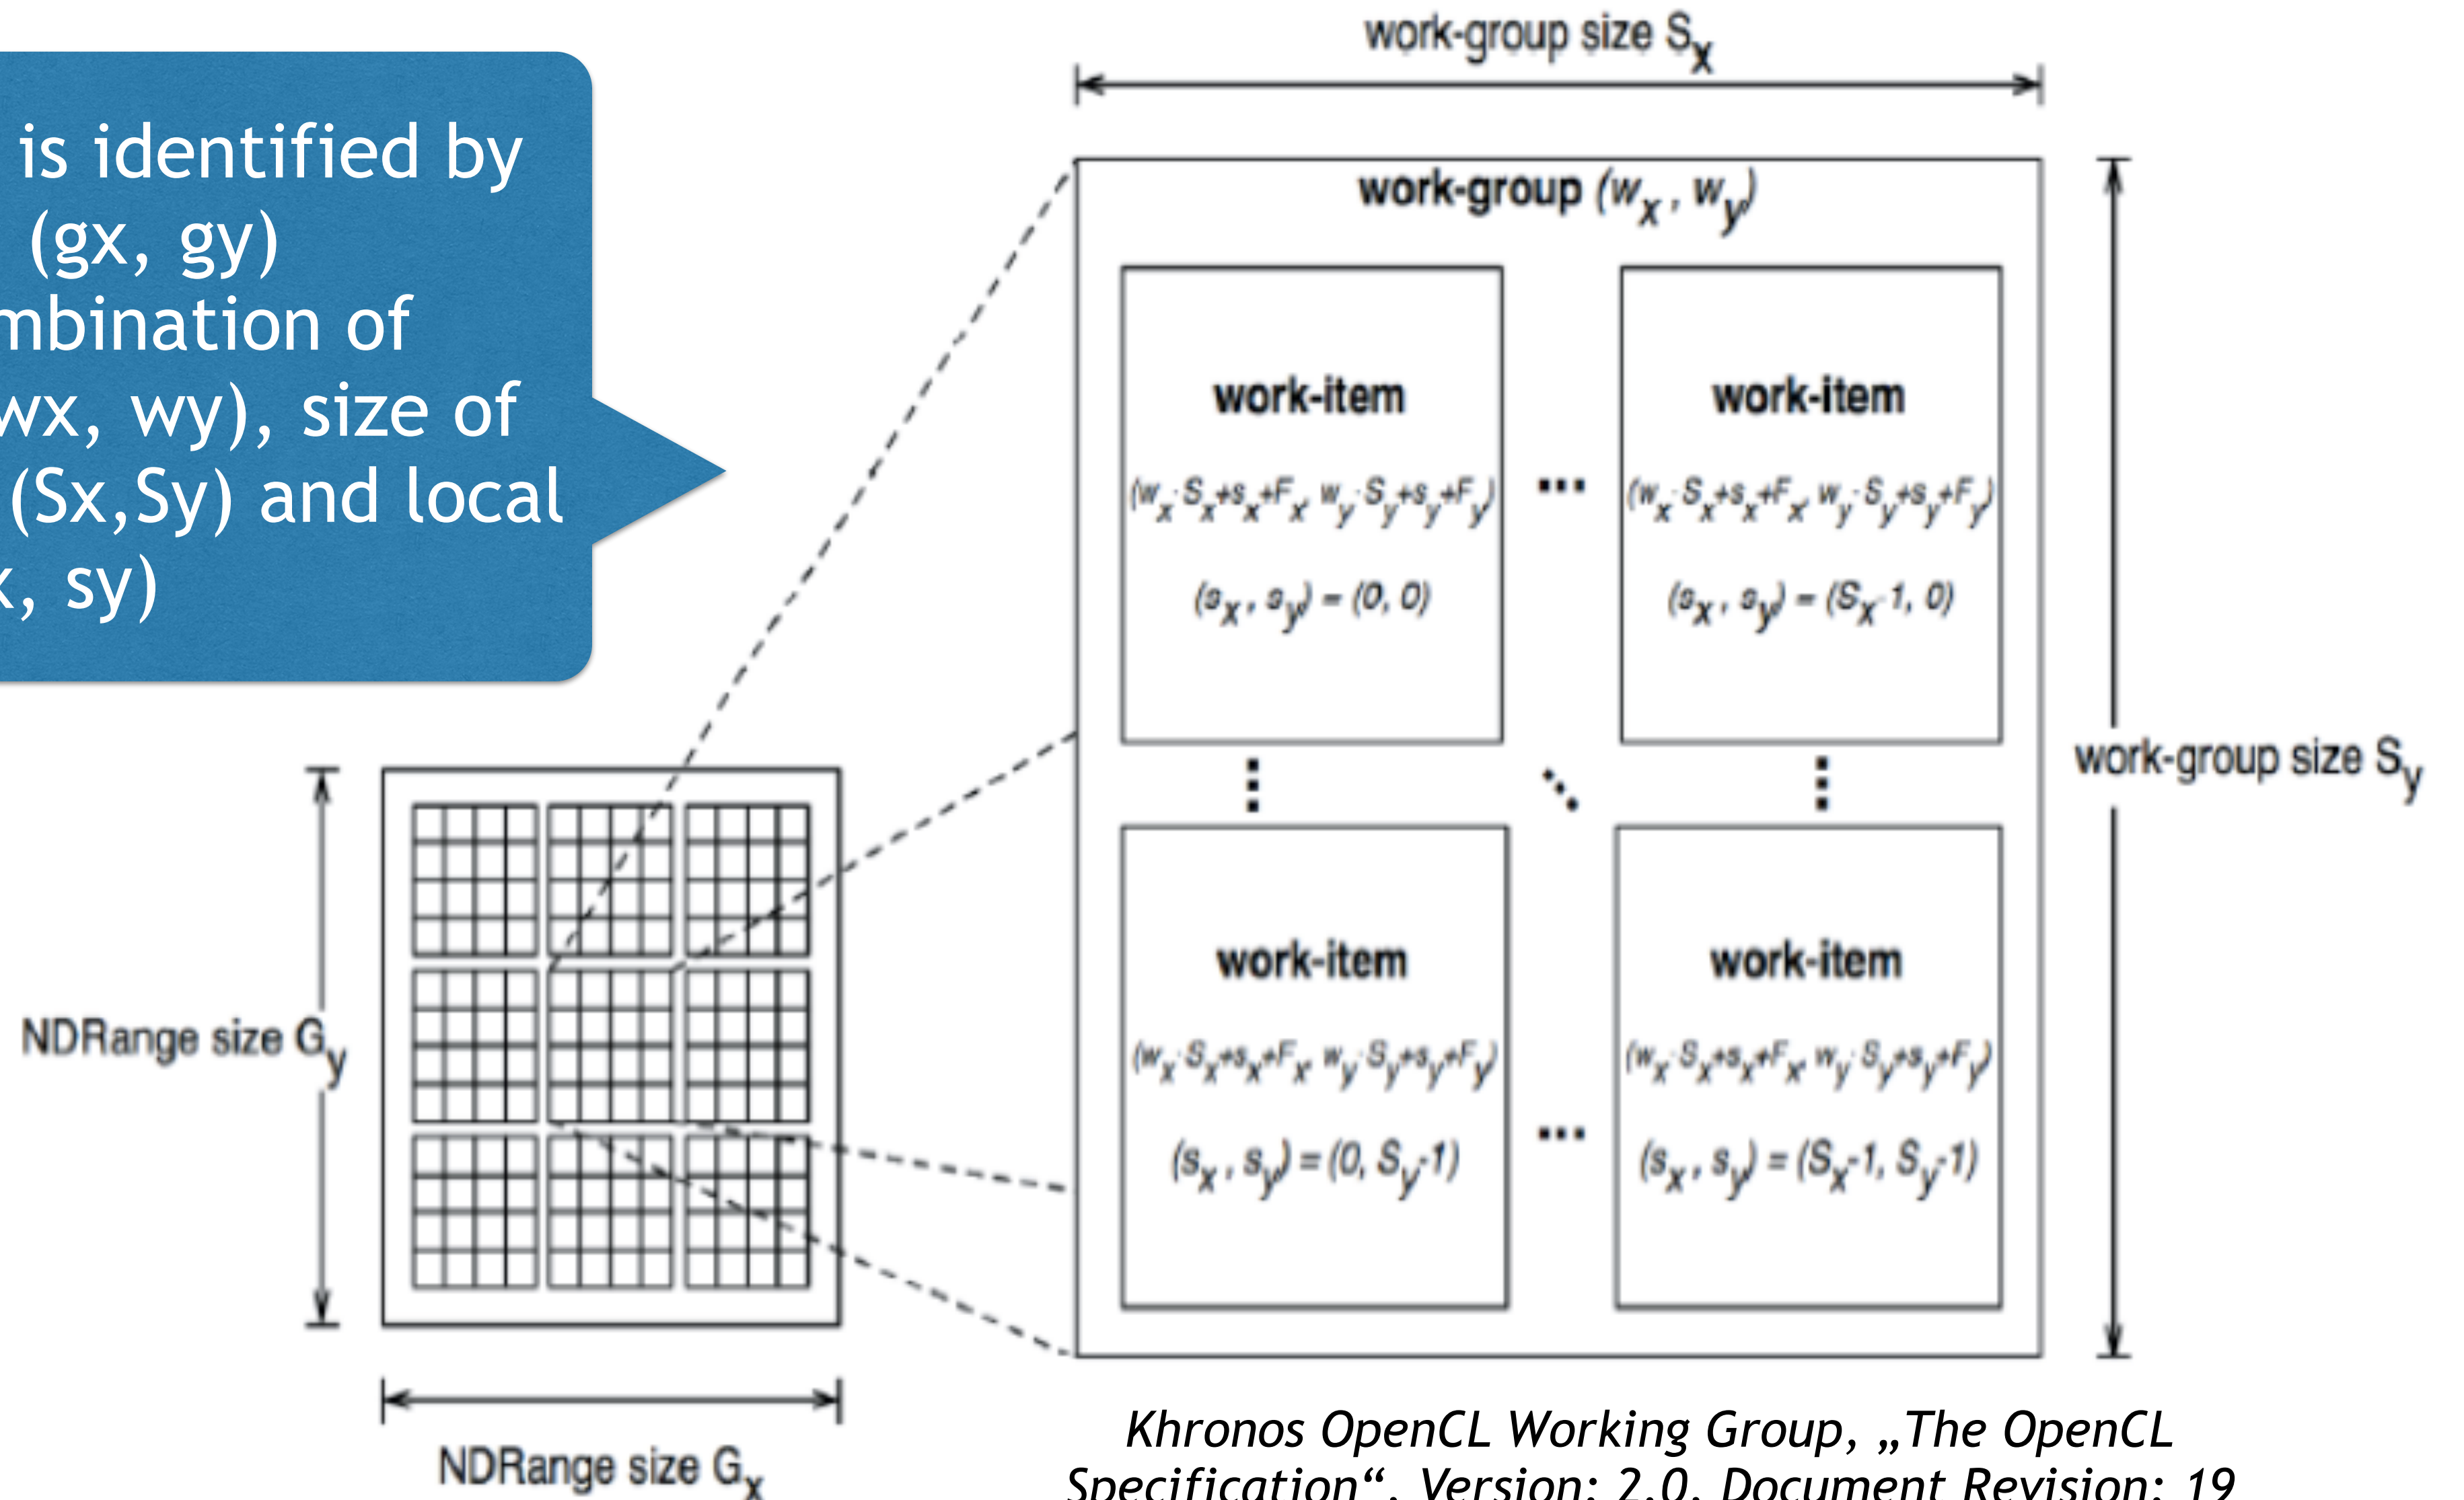 is identified by
(gx, gy)
mbination of
wx, wy), size of
(Sx,Sy) and local
x, sy)
work-group size Sx
work-group (wx, wy)
work-item
(wx·Sx+sx+Fx, wy·Sy+sy+Fy)
(sx, sy) = (0, 0)
...
work-item
(wx·Sx+sx+Fx, wy·Sy+sy+Fy)
(sx, sy) = (Sx-1, 0)
work-group size Sy
work-item
(wx·Sx+sx+Fx, wy·Sy+sy+Fy)
(sx, sy) = (0, Sy-1)
...
work-item
(wx·Sx+sx+Fx, wy·Sy+sy+Fy)
(sx, sy) = (Sx-1, Sy-1)
NDRange size Gy
NDRange size Gx
Khronos OpenCL Working Group, „The OpenCL
Specification“, Version: 2.0, Document Revision: 19